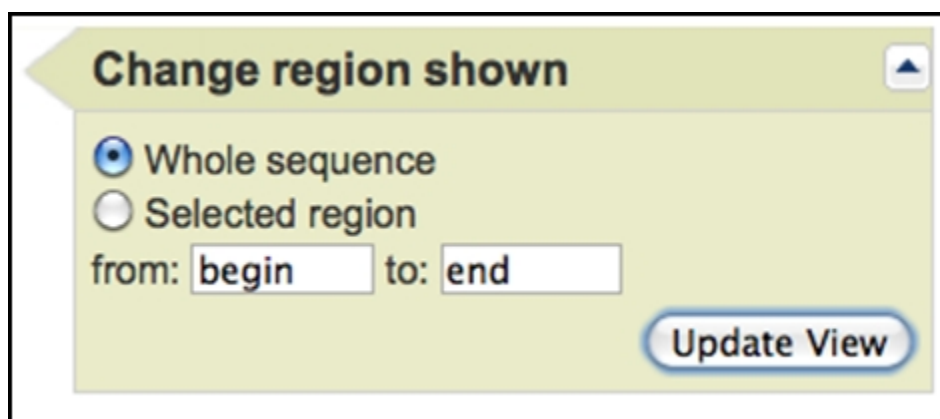 Change region shown
Whole sequence
Selected region
from: begin to: end
Update View